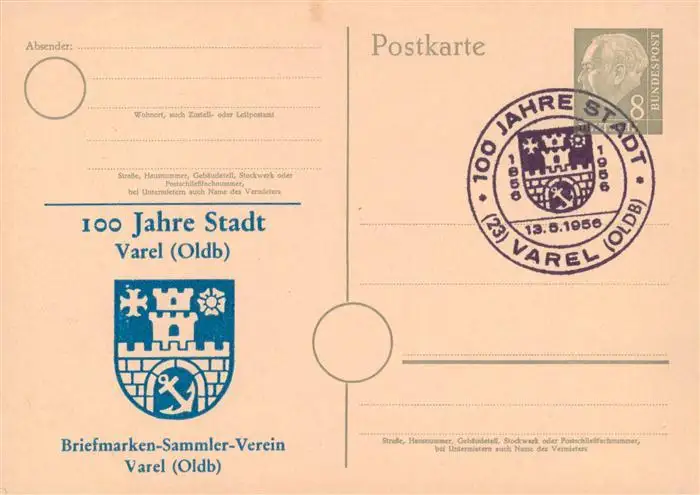 Absender:
Wohnort, auch Zustell- oder Leitpostamt
Straße, Hausnummer, Gebäudeteil, Stockwerk oder
Postschließfachnummer,
bei Untermietern auch Name des Vermieters
100 Jahre Stadt
Varel (Oldb)
Briefmarken-Sammler-Verein
Varel (Oldb)
Postkarte
8
BUNDESPOST
* 100 JAHRE STADT *
1856
1956
13.5.1956
(23) VAREL (OLDB)
Straße, Hausnummer, Gebäudeteil, Stockwerk oder Postschließfachnummer,
bei Untermietern auch Name des Vermieters